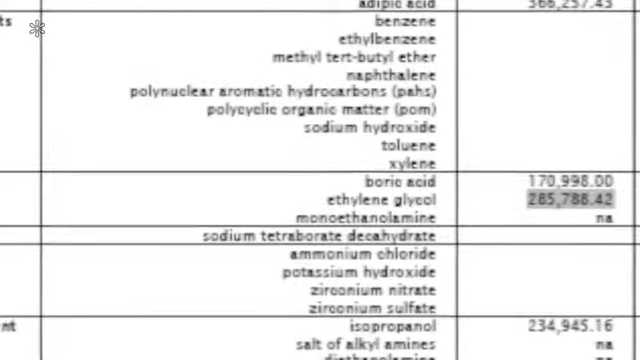 adipic acid 366,257.43
ts benzene
ethylbenzene
methyl tert-butyl ether
naphthalene
polynuclear aromatic hydrocarbons (pahs)
polycyclic organic matter (pom)
sodium hydroxide
toluene
xylene
boric acid 170,998.00
ethylene glycol 285,788.42
monoethanolamine na
sodium tetraborate decahydrate
ammonium chloride
potassium hydroxide
zirconium nitrate
zirconium sulfate
nt isopropanol 234,945.16
salt of alkyl amines na
diethanolamine na